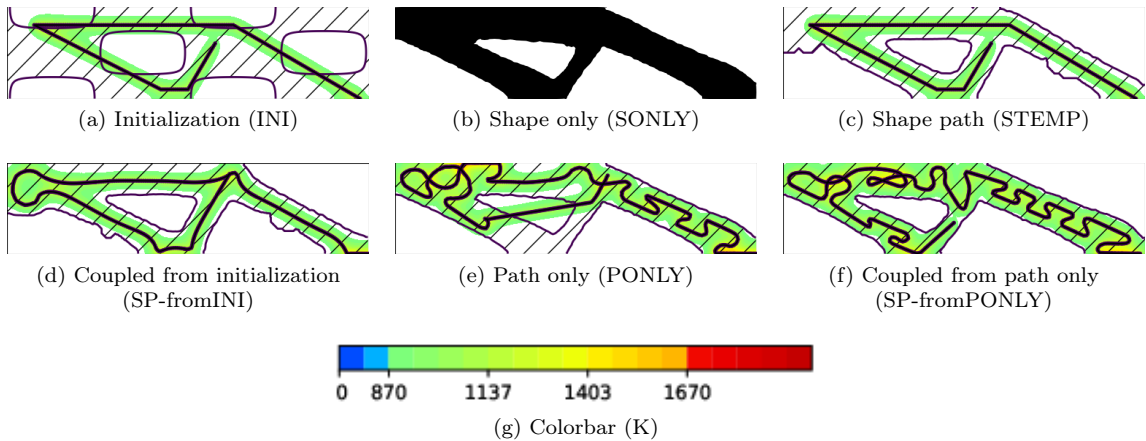 (a) Initialization (INI)
(b) Shape only (SONLY)
(c) Shape path (STEMP)
(d) Coupled from initialization
(SP-fromINI)
(e) Path only (PONLY)
(f) Coupled from path only
(SP-fromPONLY)
0 870 1137 1403 1670
(g) Colorbar (K)